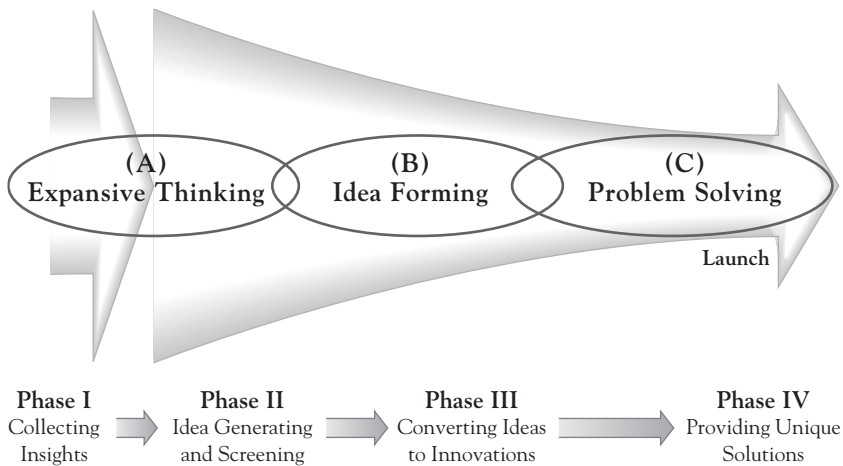 (A)
Expansive Thinking
(B)
Idea Forming
(C)
Problem Solving
Launch
Phase I
Collecting
Insights
Phase II
Idea Generating
and Screening
Phase III
Converting Ideas
to Innovations
Phase IV
Providing Unique
Solutions